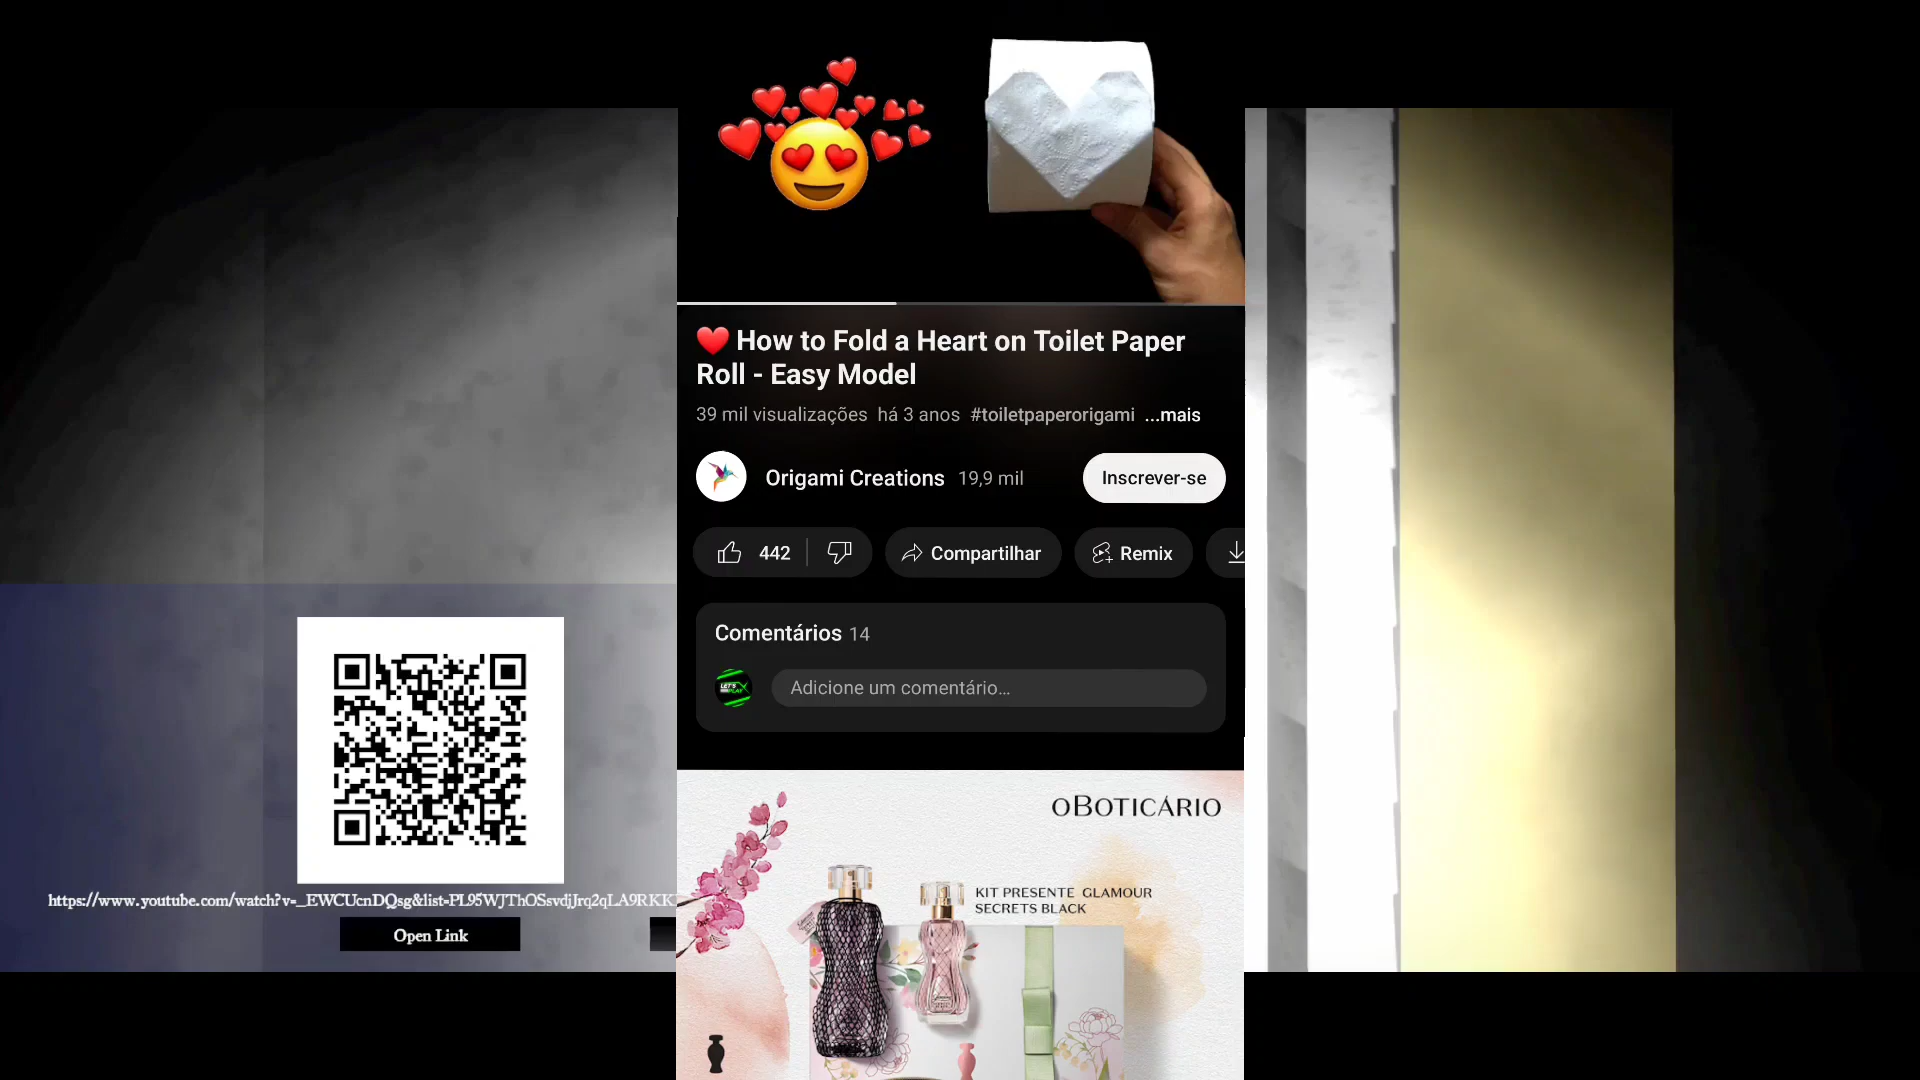 How to Fold a Heart on Toilet Paper
Roll - Easy Model
39 mil visualizações há 3 anos #toiletpaperorigami ...mais
Origami Creations 19,9 mil
Inscrever-se
442
Compartilhar
Remix
Comentários 14
LET'S PLAY
Adicione um comentário...
oBOTICÁRIO
KIT PRESENTE GLAMOUR
SECRETS BLACK
https://www.youtube.com/watch?v=_EWCUcnDQsg&list=PL95WJThOSsvdjJrq2qLA9RKK
Open Link